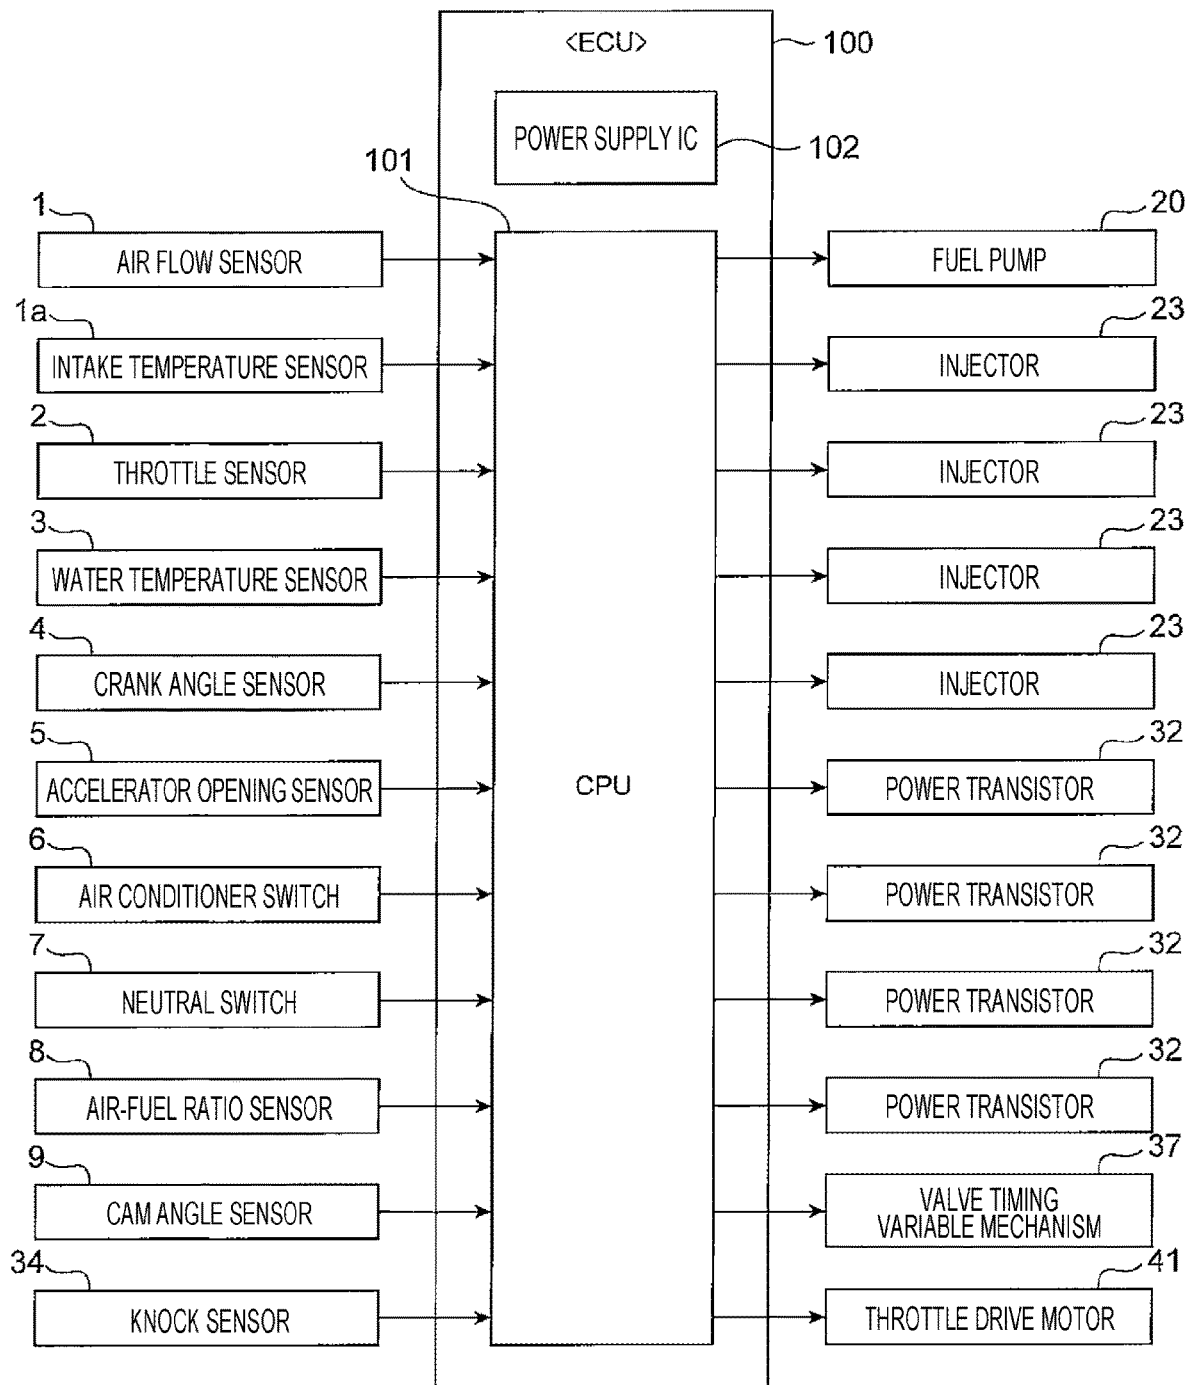 <ECU>
100
POWER SUPPLY IC
102
101
1
AIR FLOW SENSOR
20
FUEL PUMP
1a
INTAKE TEMPERATURE SENSOR
23
INJECTOR
2
THROTTLE SENSOR
23
INJECTOR
3
WATER TEMPERATURE SENSOR
23
INJECTOR
4
CRANK ANGLE SENSOR
23
INJECTOR
5
ACCELERATOR OPENING SENSOR
CPU
32
POWER TRANSISTOR
6
AIR CONDITIONER SWITCH
32
POWER TRANSISTOR
7
NEUTRAL SWITCH
32
POWER TRANSISTOR
8
AIR-FUEL RATIO SENSOR
32
POWER TRANSISTOR
9
CAM ANGLE SENSOR
37
VALVE TIMING
VARIABLE MECHANISM
34
KNOCK SENSOR
41
THROTTLE DRIVE MOTOR